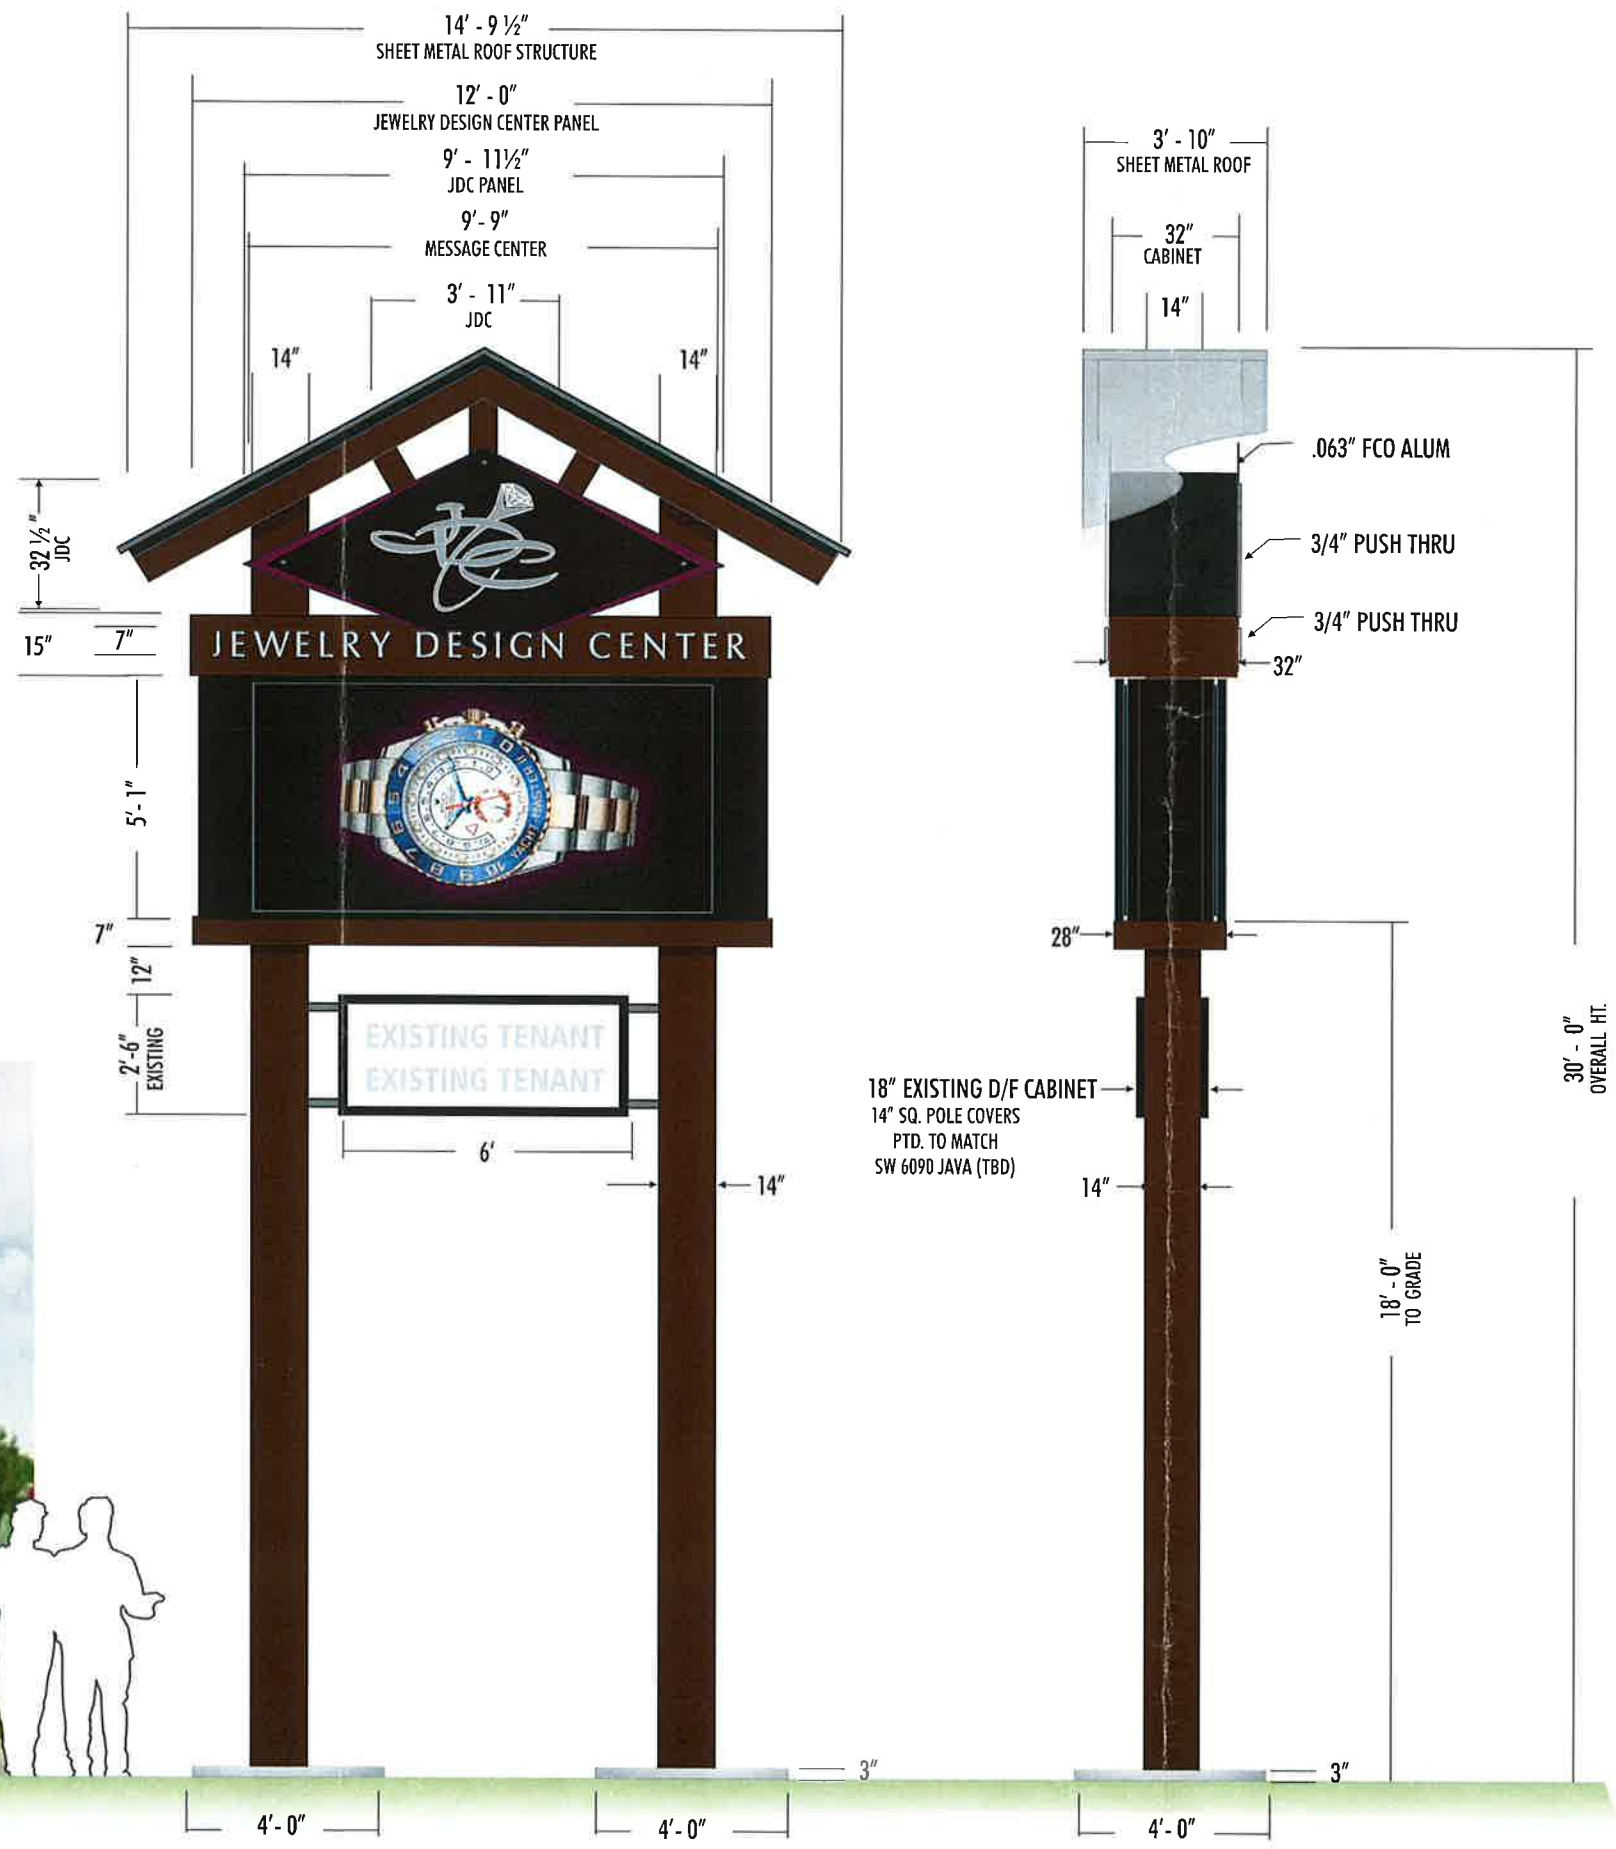 14' - 9 ½"
SHEET METAL ROOF STRUCTURE
12' - 0"
JEWELRY DESIGN CENTER PANEL
9' - 11½"
JDC PANEL
9' - 9"
MESSAGE CENTER
3' - 11"
JDC
14"
14"
32 ½"
JDC
15"
7"
JDC
JEWELRY DESIGN CENTER
5' - 1"
YACHT-MASTER II
7"
12"
2'-6"
EXISTING
EXISTING TENANT
EXISTING TENANT
6'
14"
3"
4' - 0"
4' - 0"
3' - 10"
SHEET METAL ROOF
32"
CABINET
14"
.063" FCO ALUM
3/4" PUSH THRU
3/4" PUSH THRU
32"
28"
18" EXISTING D/F CABINET
14" SQ. POLE COVERS
PTD. TO MATCH
SW 6090 JAVA (TBD)
14"
18' - 0"
TO GRADE
30' - 0"
OVERALL HT.
3"
4' - 0"